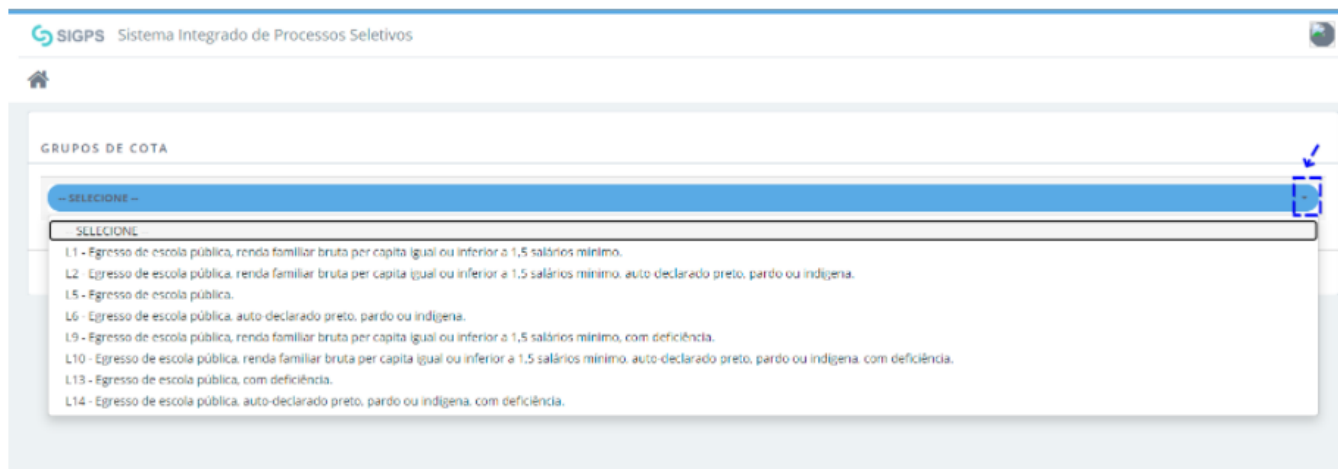 SIGPS Sistema Integrado de Processos Seletivos
GRUPOS DE COTA
-- SELECIONE --
-- SELECIONE --
L1 - Egresso de escola pública, renda familiar bruta per capita igual ou inferior a 1,5 salários mínimo.
L2 - Egresso de escola pública, renda familiar bruta per capita igual ou inferior a 1,5 salários mínimo, auto-declarado preto, pardo ou indígena.
L5 - Egresso de escola pública.
L6 - Egresso de escola pública, auto-declarado preto, pardo ou indígena.
L9 - Egresso de escola pública, renda familiar bruta per capita igual ou inferior a 1,5 salários mínimo, com deficiência.
L10 - Egresso de escola pública, renda familiar bruta per capita igual ou inferior a 1,5 salários mínimo, auto-declarado preto, pardo ou indígena, com deficiência.
L13 - Egresso de escola pública, com deficiência.
L14 - Egresso de escola pública, auto-declarado preto, pardo ou indígena, com deficiência.